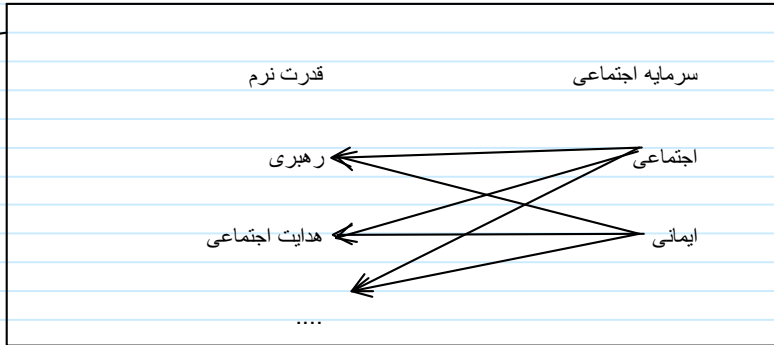 سرمایه اجتماعی
قدرت نرم
اجتماعی
رهبری
ایمانی
هدایت اجتماعی
....